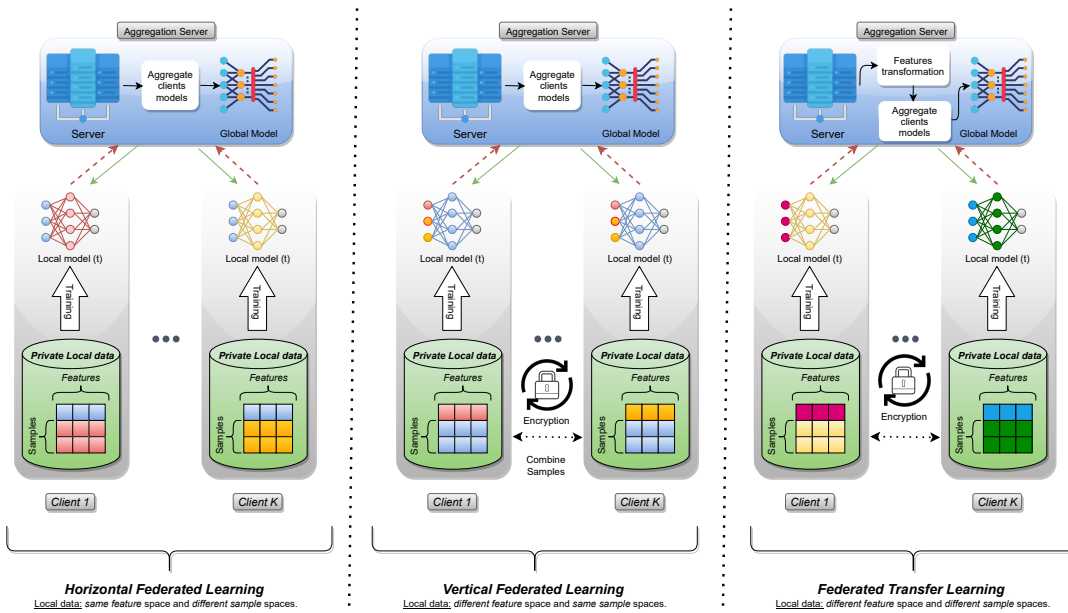 Aggregation Server
Aggregate
clients
models
Server
Global Model
Local model (t)
Local model (t)
Training
Training
Private Local data
Private Local data
Features
Features
Samples
Samples
Client 1
Client K
Horizontal Federated Learning
Local data: same feature space and different sample spaces.
Aggregation Server
Aggregate
clients
models
Server
Global Model
Local model (t)
Local model (t)
Training
Training
Private Local data
Private Local data
Features
Features
Samples
Samples
Encryption
Combine
Samples
Client 1
Client K
Vertical Federated Learning
Local data: different feature space and same sample spaces.
Aggregation Server
Features
transformation
Aggregate
clients
models
Server
Global Model
Local model (t)
Local model (t)
Training
Training
Private Local data
Private Local data
Features
Features
Samples
Samples
Encryption
Client 1
Client K
Federated Transfer Learning
Local data: different feature space and different sample spaces.